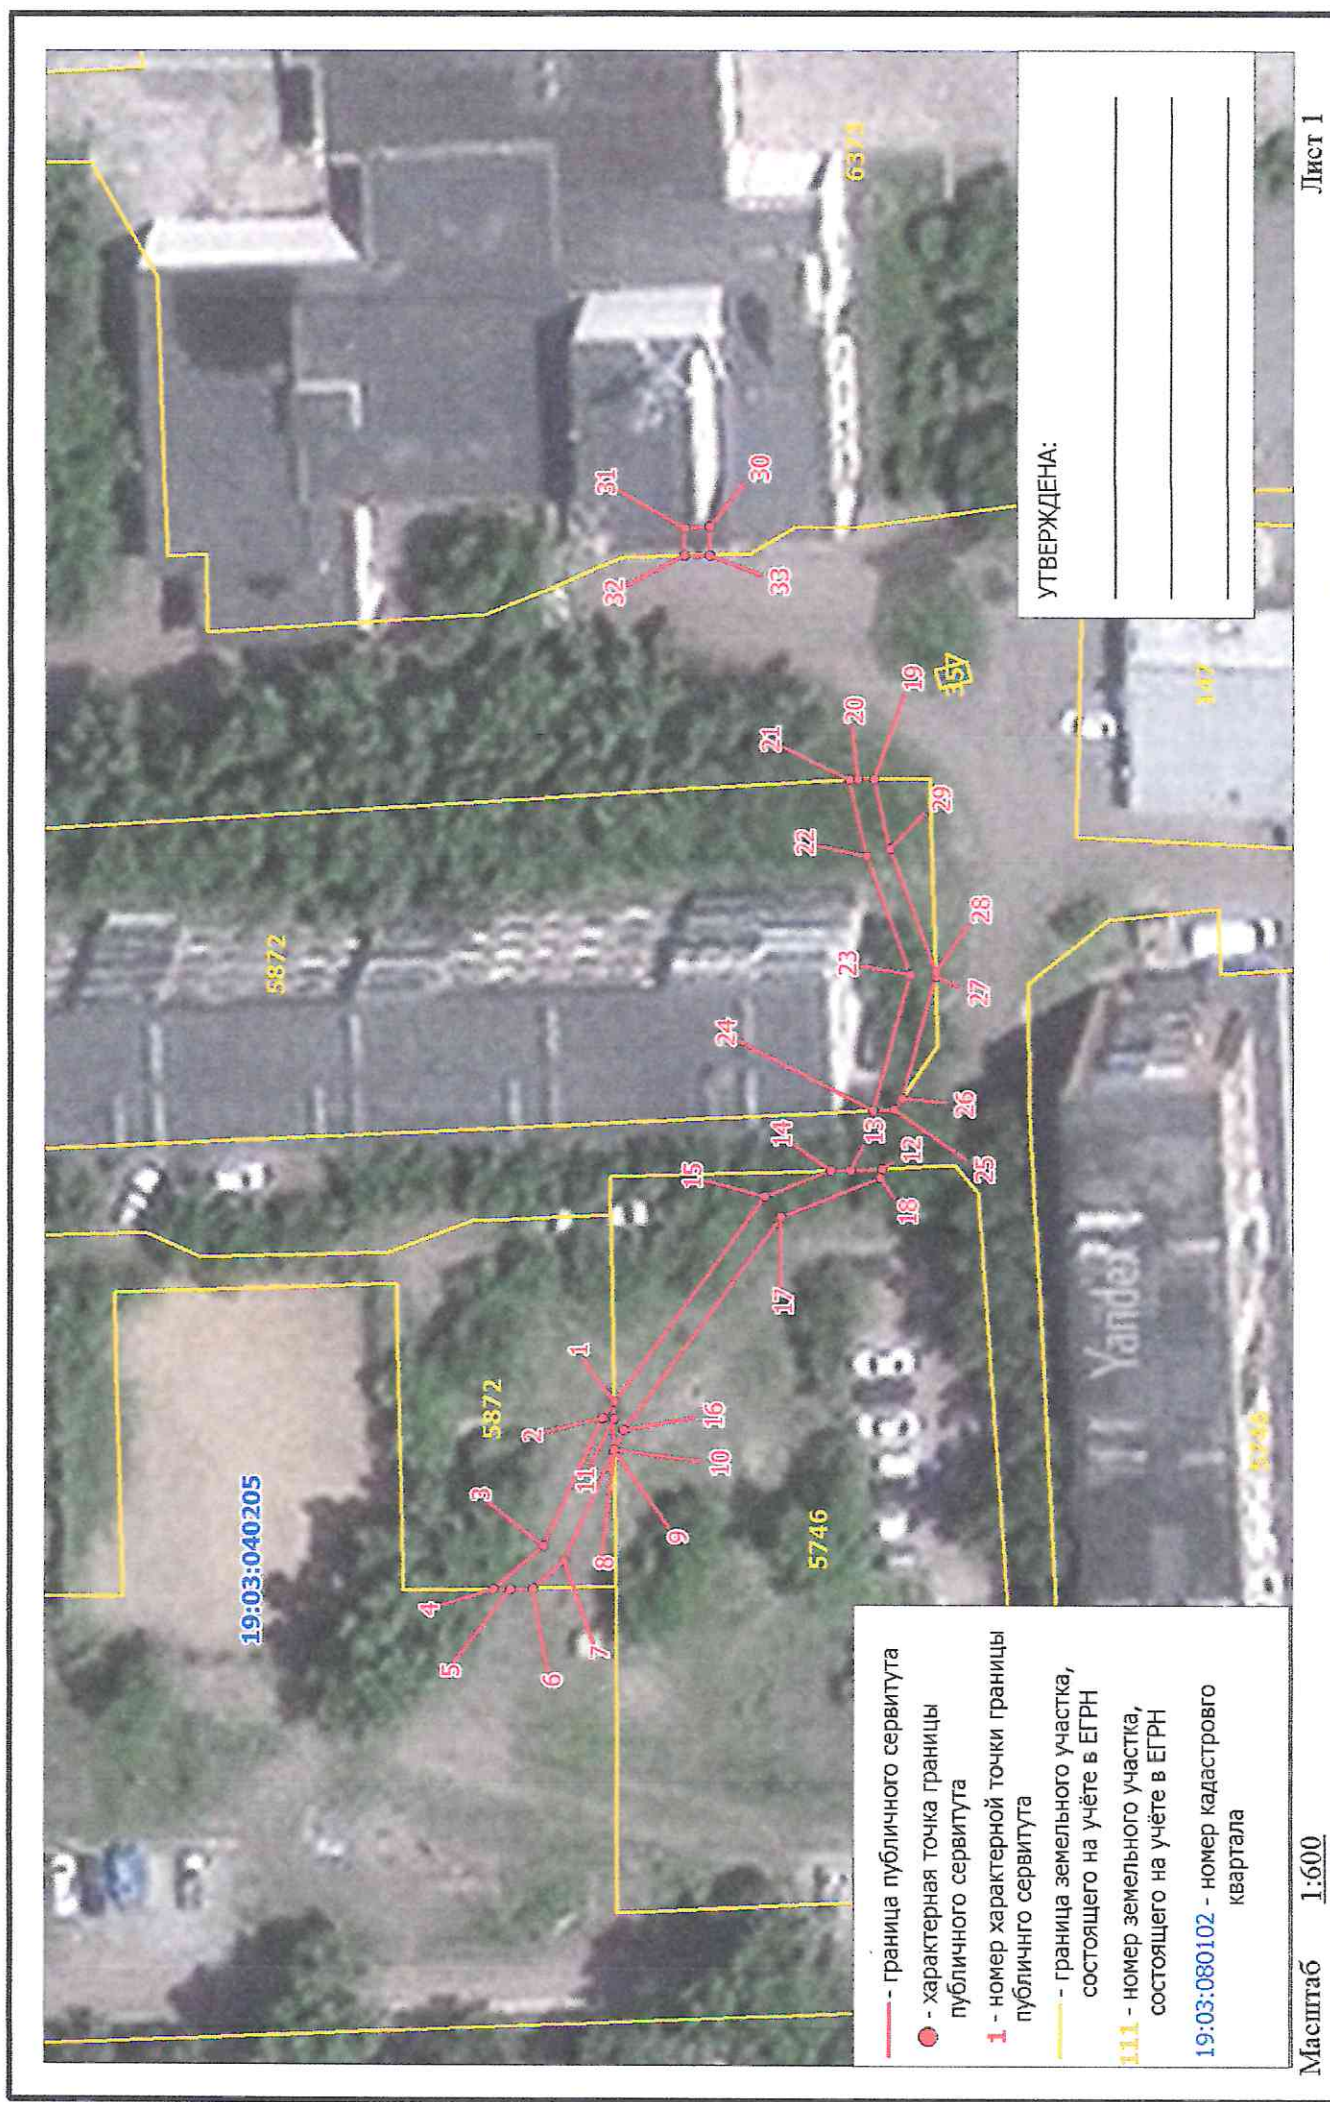 19:03:040205
5872
5872
5746
6373
147
357
5746
1
2
3
4
5
6
7
8
9
10
11
12
13
14
15
16
17
18
19
20
21
22
23
24
25
26
27
28
29
30
31
32
33
УТВЕРЖДЕНА:
- граница публичного сервитута
- характерная точка границы
публичного сервитута
1 - номер характерной точки границы
публичнго сервитута
- граница земельного участка,
состоящего на учёте в ЕГРН
111 - номер земельного участка,
состоящего на учёте в ЕГРН
19:03:080102 - номер кадастрового
квартала
Yandex
Масштаб 1:600
Лист 1